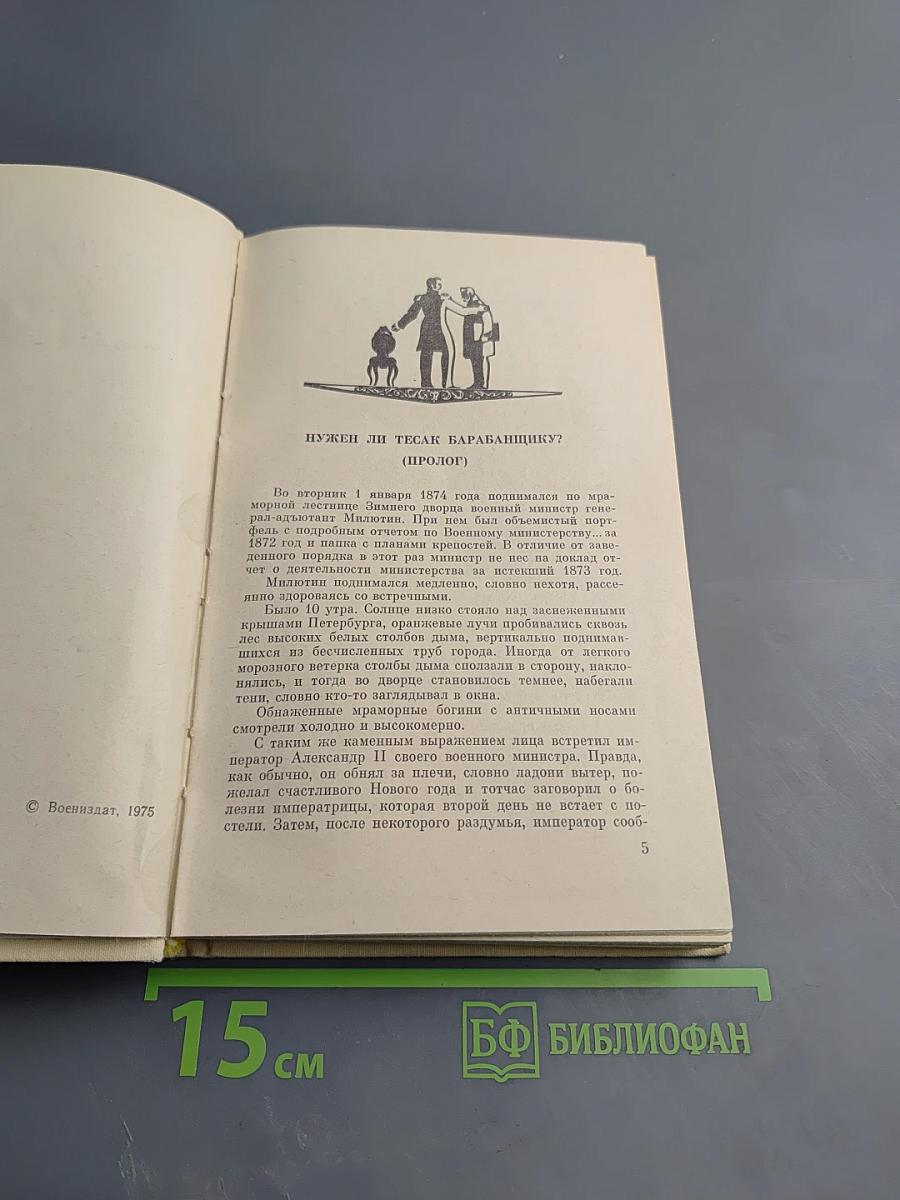 © Воениздат, 1975
НУЖЕН ЛИ ТЕСАК БАРАБАНЩИКУ?
(ПРОЛОГ)
Во вторник 1 января 1874 года поднимался по мра-
морной лестнице Зимнего дворца военный министр гене-
рал-адъютант Милютин. При нем был объемистый порт-
фель с подробным отчетом по Военному министерству... за
1872 год и папка с планами крепостей. В отличие от заве-
денного порядка в этот раз министр не нес на доклад от-
чет о деятельности министерства за истекший 1873 год.
Милютин поднимался медленно, словно нехотя, рассе-
янно здороваясь со встречными.
Было 10 утра. Солнце низко стояло над заснеженными
крышами Петербурга, оранжевые лучи пробивались сквозь
лес высоких белых столбов дыма, вертикально поднимав-
шихся из бесчисленных труб города. Иногда от легкого
морозного ветерка столбы дыма сползали в сторону, накло-
нялись, и тогда во дворце становилось темнее, набегали
тени, словно кто-то заглядывал в окна.
Обнаженные мраморные богини с античными носами
смотрели холодно и высокомерно.
С таким же каменным выражением лица встретил им-
ператор Александр II своего военного министра. Правда,
как обычно, он обнял за плечи, словно ладони вытер, по-
желал счастливого Нового года и тотчас заговорил о бо-
лезни императрицы, которая второй день не встает с по-
стели. Затем, после некоторого раздумья, император сооб-
5
15 см
БФ БИБЛИОФАН